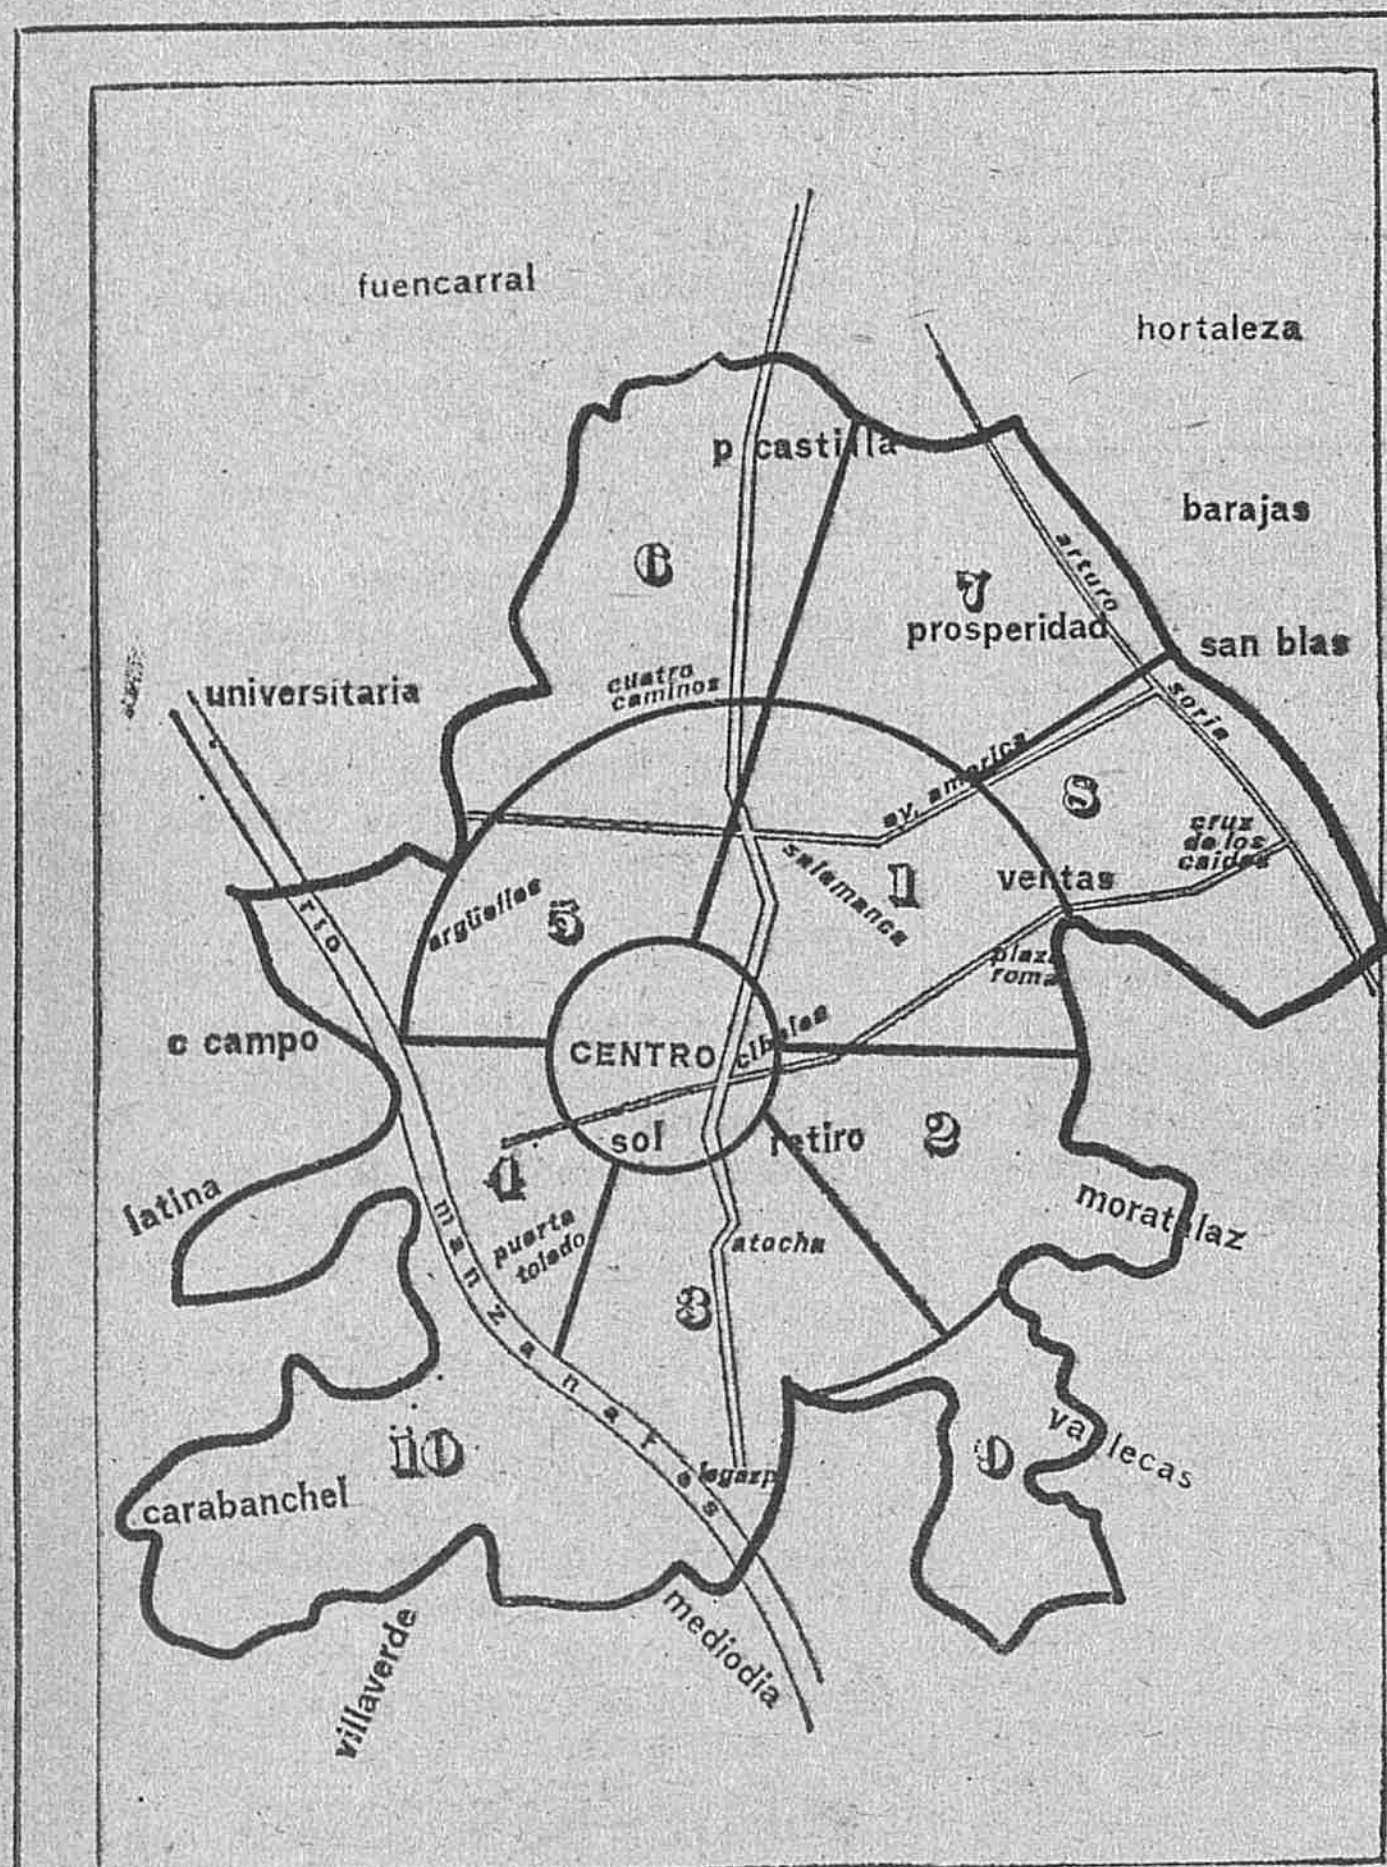 fuencarral
hortaleza
p castilla
barajas
6
arturo
7
prosperidad
san blas
cuatro
caminos
universitaria
soria
av. america
8
cruz
de los
caidos
salamanca
1
ventas
argüelles
5
rio
plaza
roma
c campo
CENTRO
cibeles
sol
retiro
2
4
latina
moratalaz
manzanares
puerta
toledo
atocha
3
10
vallecas
9
legazpi
carabanchel
mediodia
villaverde